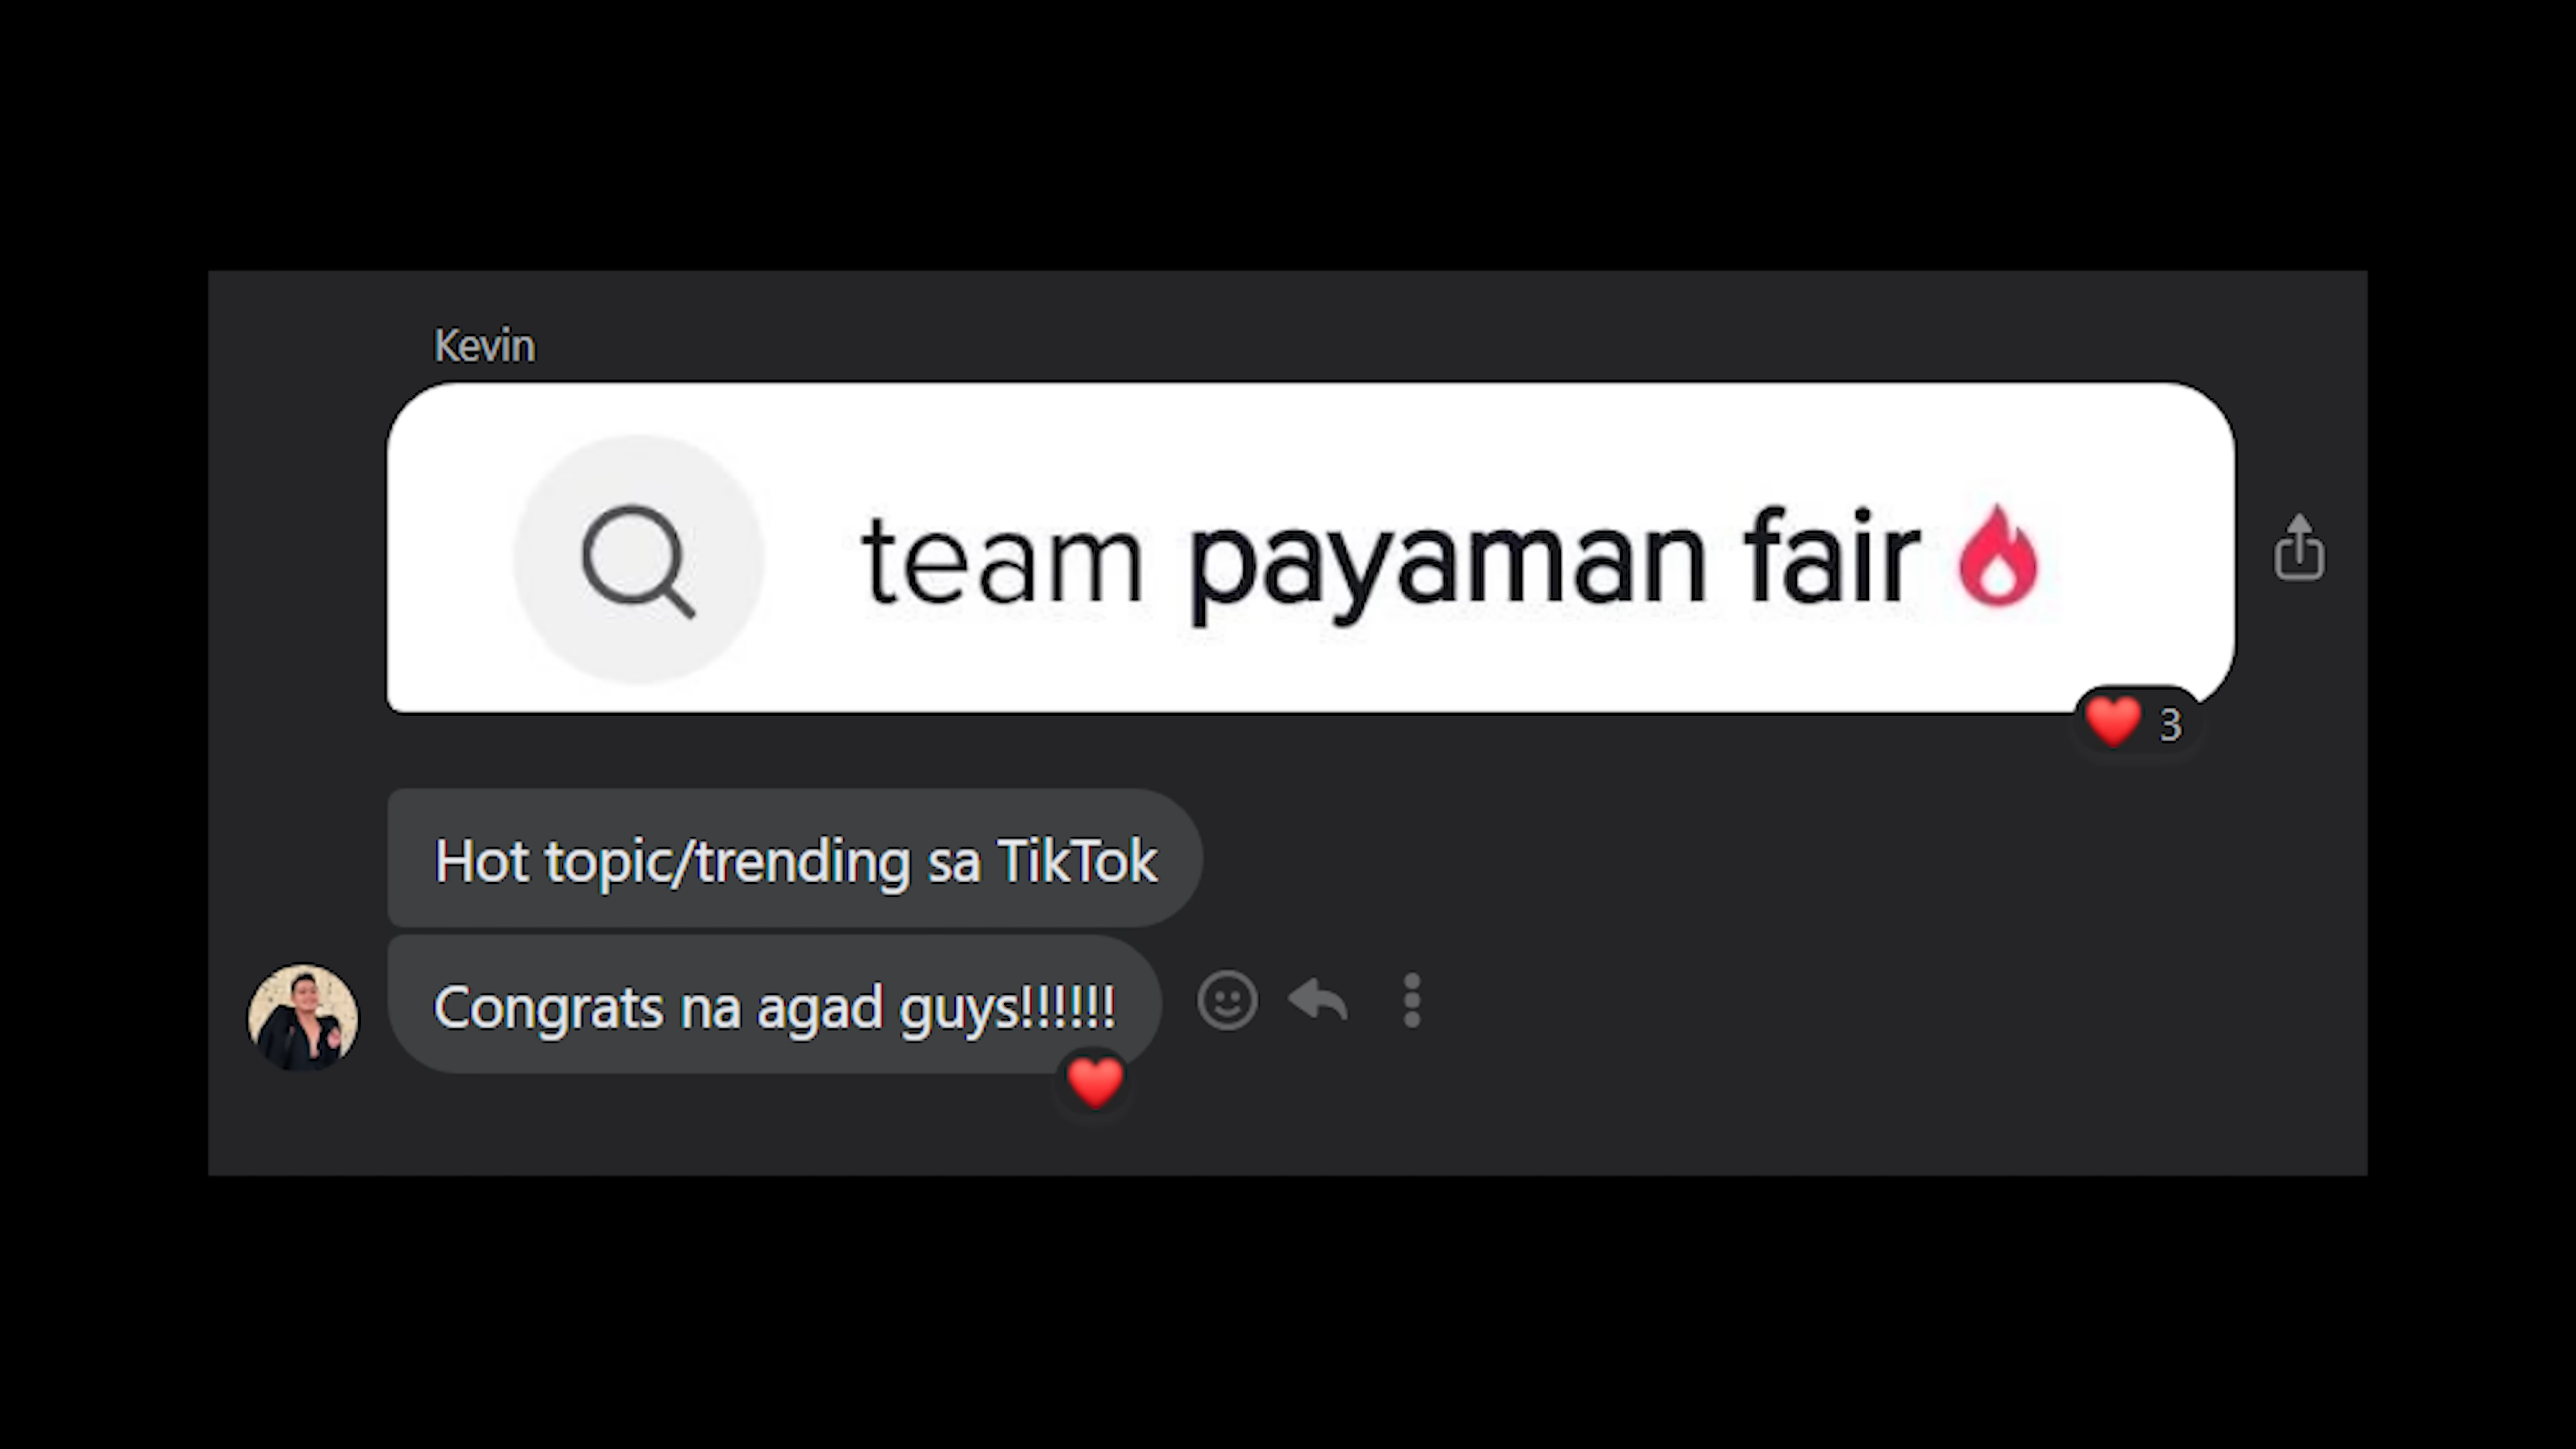 Kevin
team payaman fair
3
Hot topic/trending sa TikTok
Congrats na agad guys!!!!!!